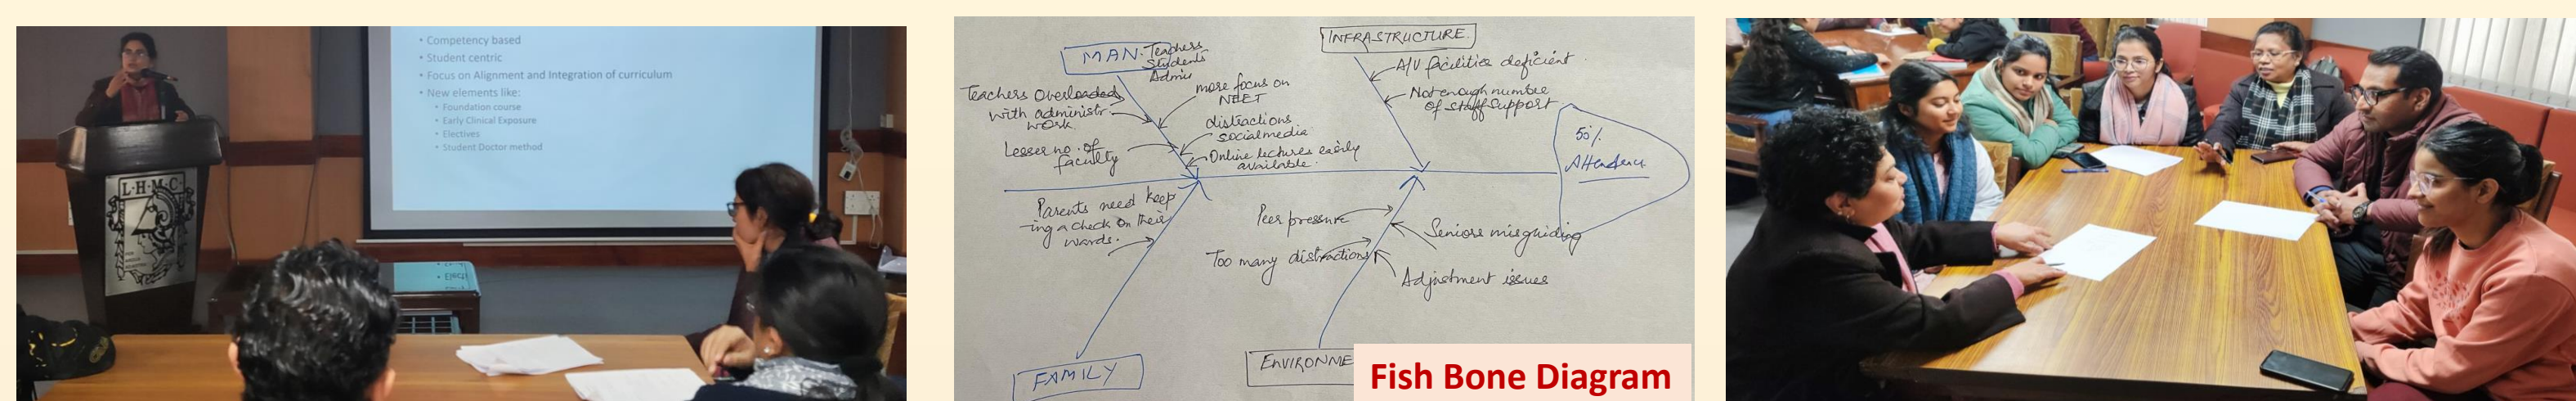 • Competency based
• Student centric
• Focus on Alignment and Integration of curriculum
• New elements like:
• Foundation course
• Early Clinical Exposure
• Electives
• Student Doctor method
L·H·M·C
• Elect
MAN: Teachers
Students
Admin
Teachers Overloaded
with administr.
work.
Lesser no. of
faculty
more focus on
NEET
distractions
social media
Online lectures easily
available.
INFRASTRUCTURE.
A/V facilities deficient.
Not enough number
of staff support
50%
Attendance
Parents need keep
-ing a check on their
wards.
Peer pressure
Too many distractions
Seniors misguiding
Adjustment issues
FAMILY
ENVIRONME
Fish Bone Diagram